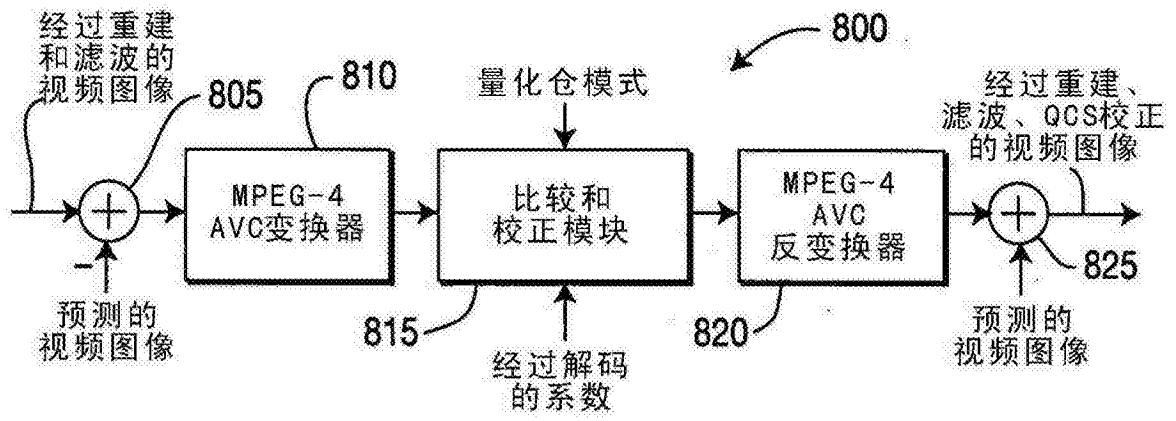 经过重建
和滤波的
视频图像
805
810
量化仓模式
800
经过重建、
滤波、QCS校正
的视频图像
MPEG-4
AVC变换器
比较和
校正模块
MPEG-4
AVC
反变换器
825
预测的
视频图像
815
经过解码
的系数
820
预测的
视频图像